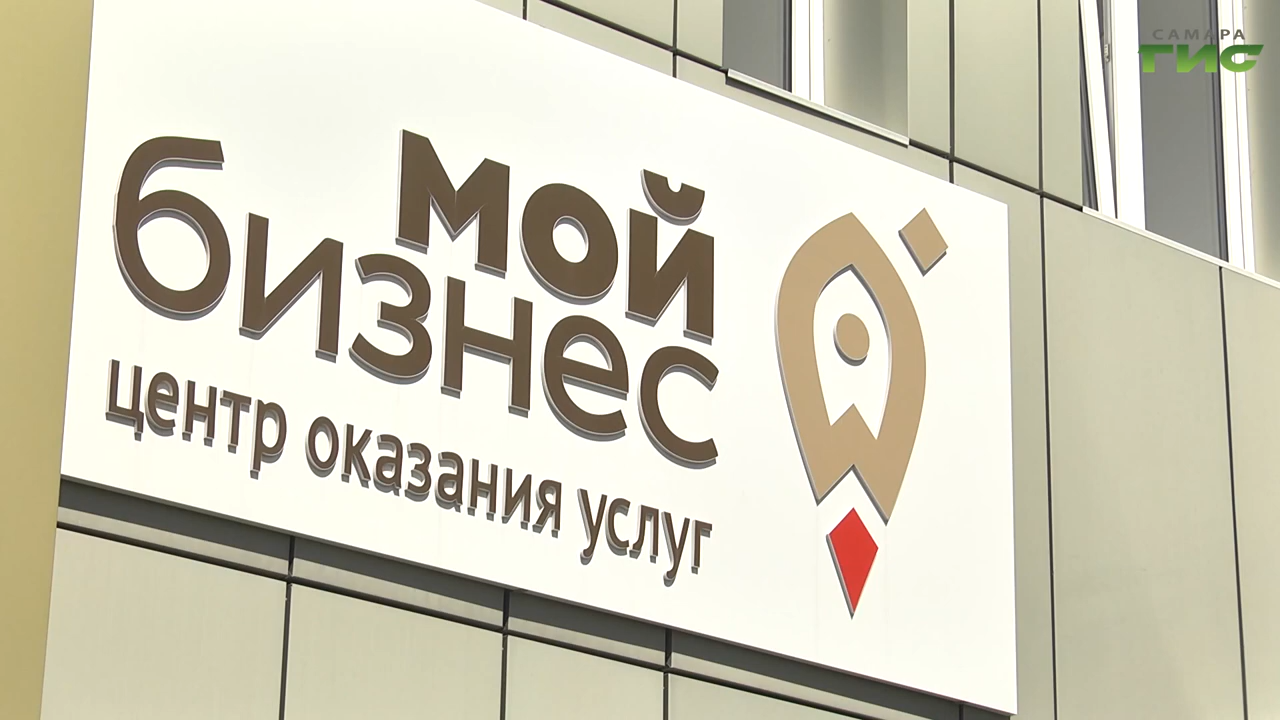 мой
бизнес
центр оказания услуг
САМАРА
ГИС